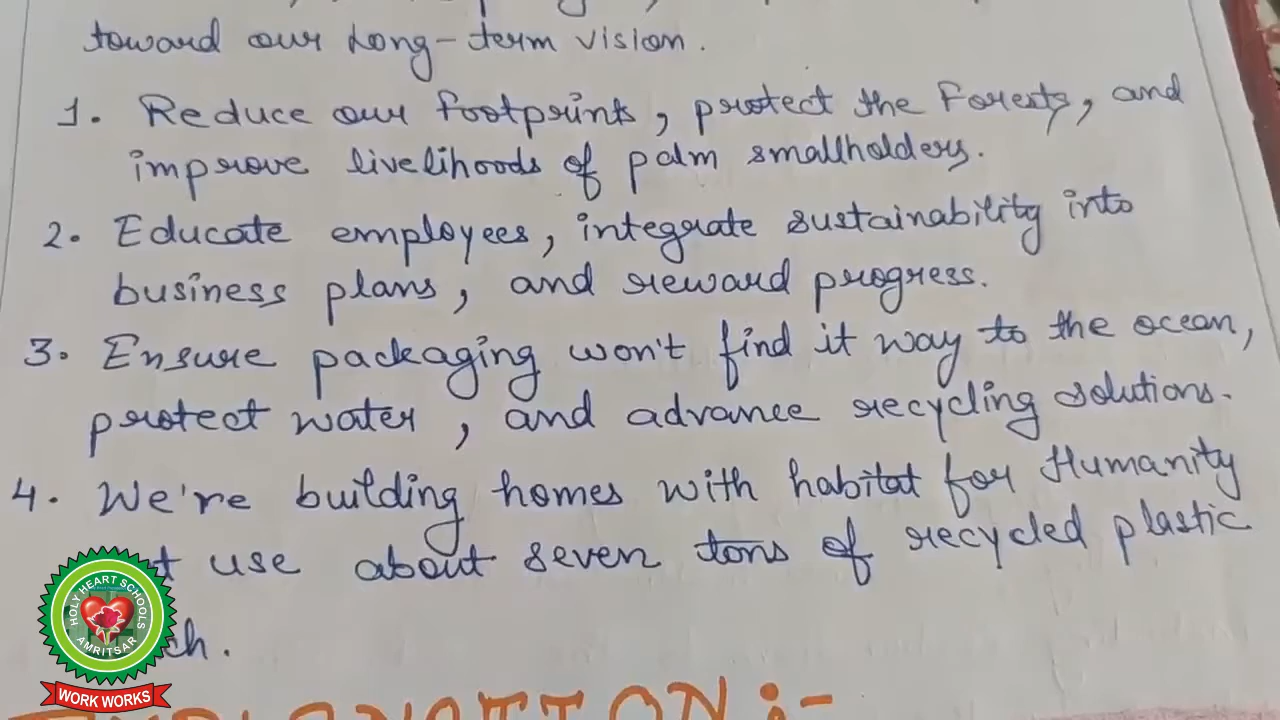 toward our Long-term vision.
1. Reduce our footprints, protect the Forests, and
improve livelihoods of palm smallholders.
2. Educate employees, integrate sustainability into
business plans, and reward progress.
3. Ensure packaging won't find it way to the ocean,
protect water, and advance recycling solutions.
4. We're building homes with habitat for Humanity
use about seven tons of recycled plastic
HOLY HEART SCHOOLS
AMRITSAR
WORK WORKS